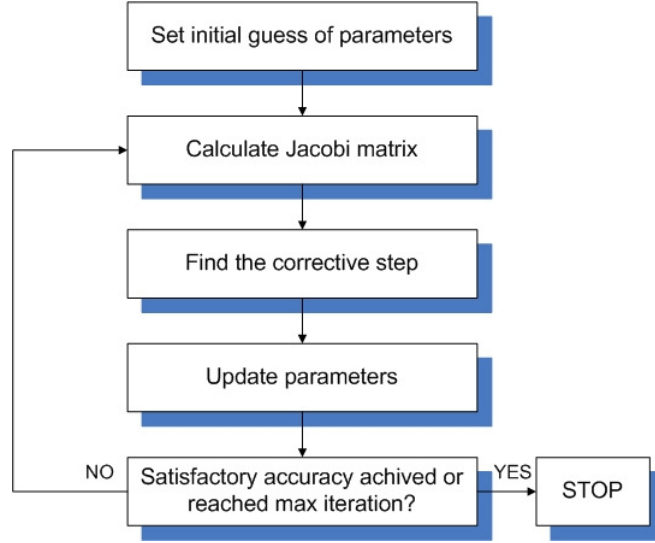 Set initial guess of parameters
Calculate Jacobi matrix
Find the corrective step
Update parameters
NO
Satisfactory accuracy achived or
reached max iteration?
YES
STOP